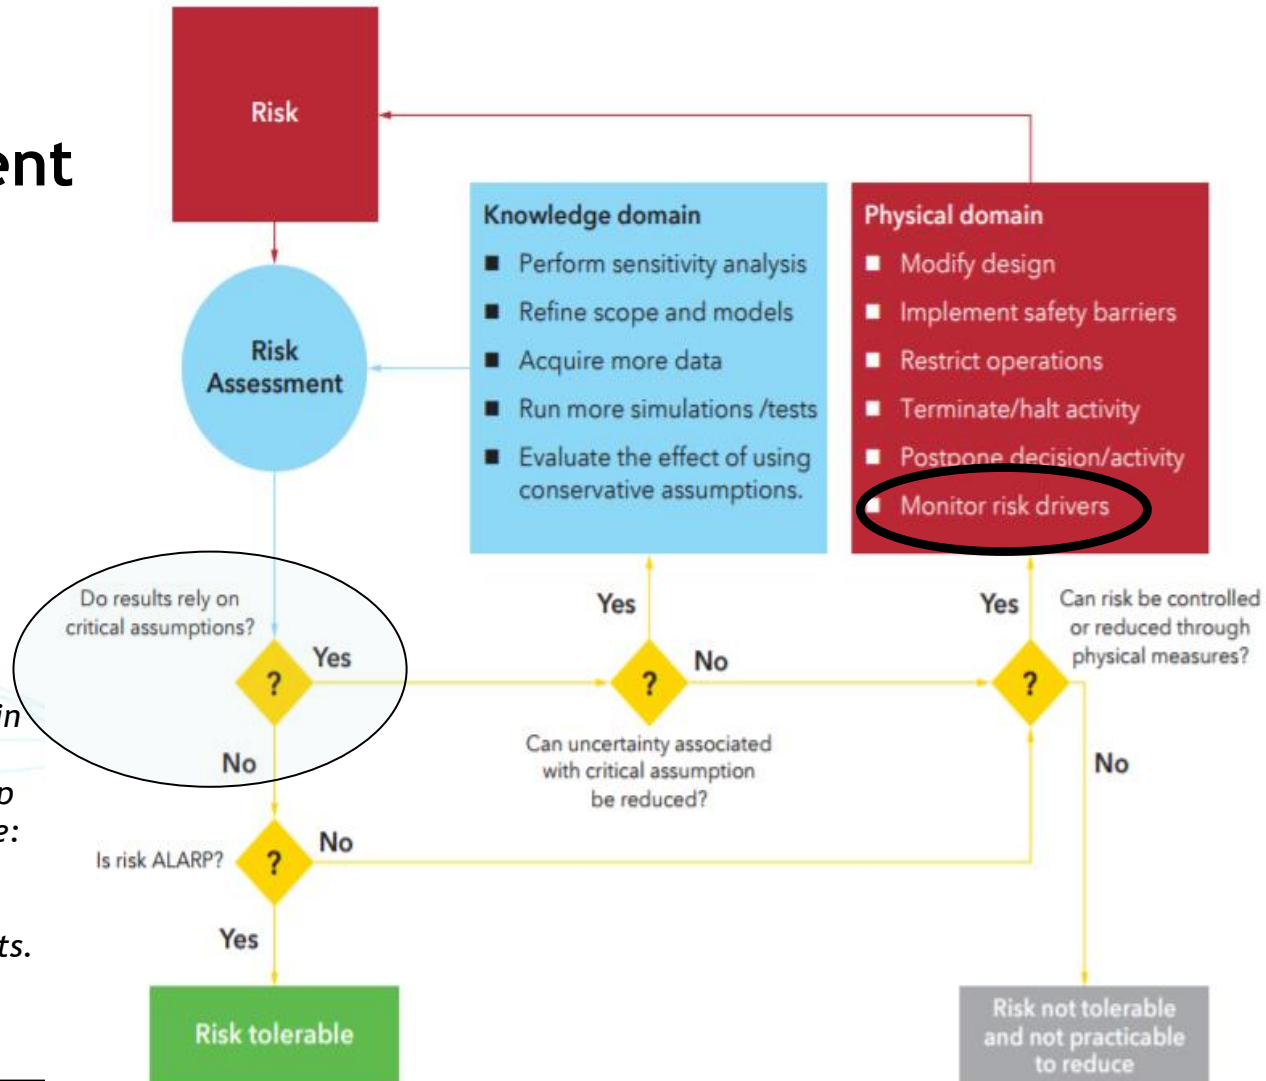 ent
in
p
e:
ts.
Risk
Risk
Assessment
Knowledge domain
Perform sensitivity analysis
Refine scope and models
Acquire more data
Run more simulations /tests
Evaluate the effect of using
conservative assumptions.
Physical domain
Modify design
Implement safety barriers
Restrict operations
Terminate/halt activity
Postpone decision/activity
Monitor risk drivers
Do results rely on
critical assumptions?
?
Yes
No
Yes
?
No
Can uncertainty associated
with critical assumption
be reduced?
Yes
Can risk be controlled
or reduced through
physical measures?
?
No
Is risk ALARP?
?
No
Yes
Risk tolerable
Risk not tolerable
and not practicable
to reduce